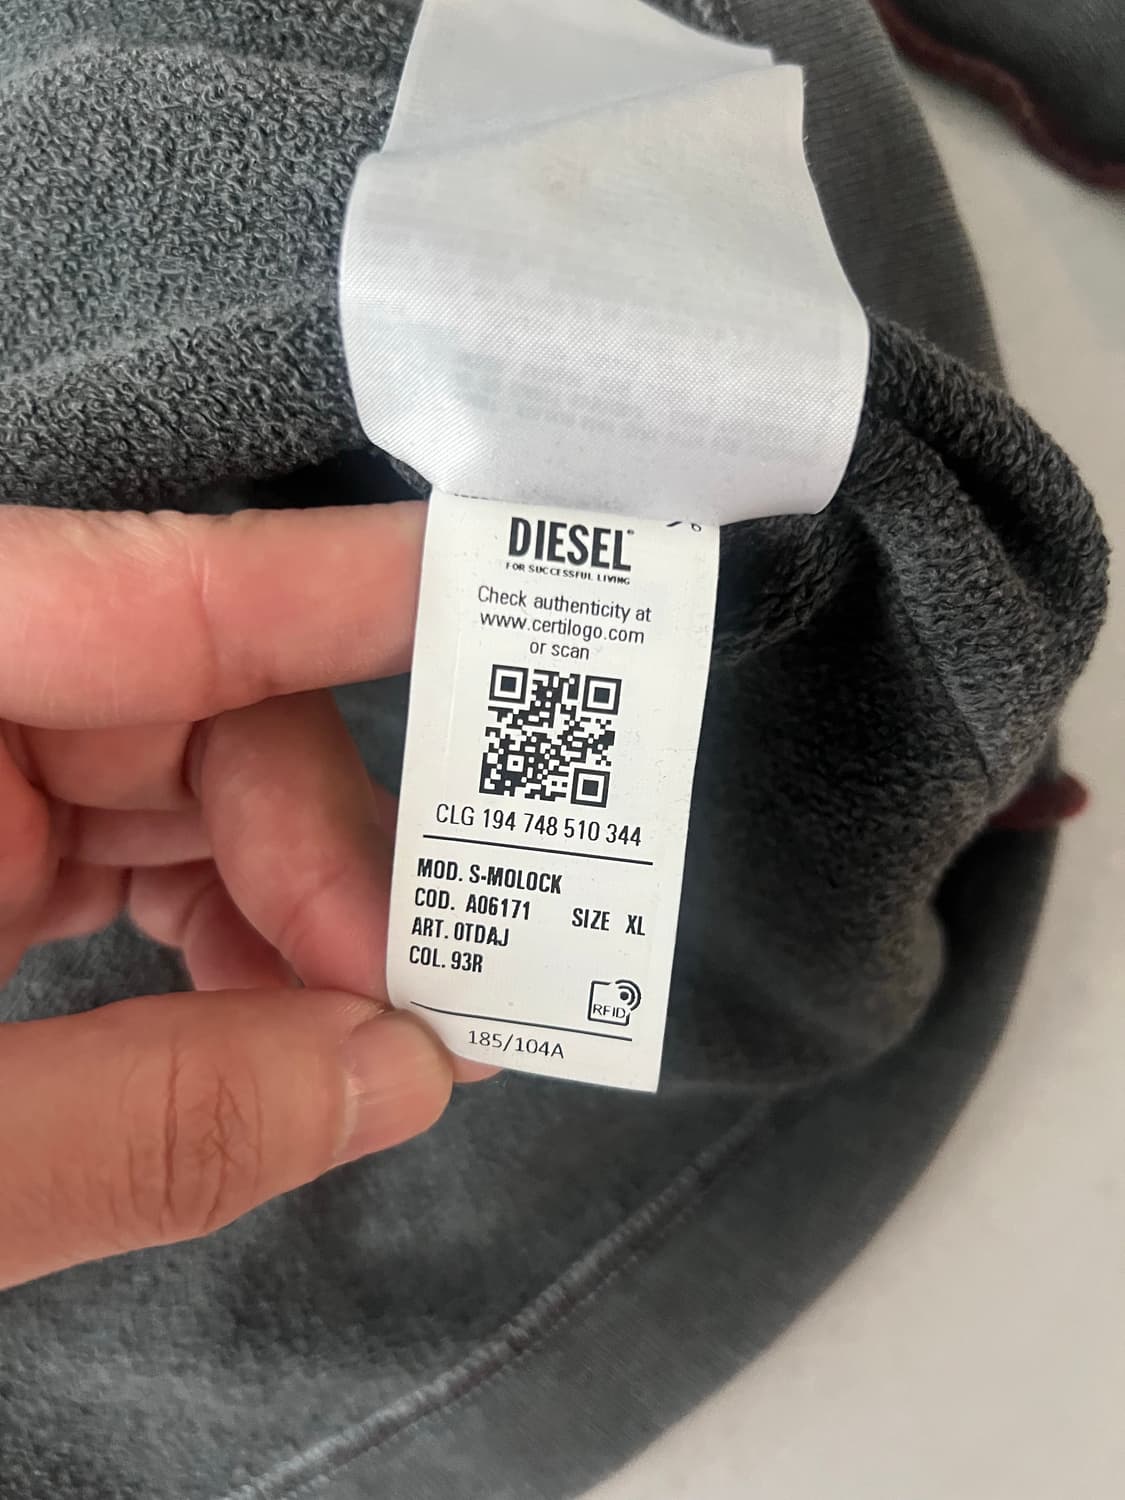 DIESEL
FOR SUCCESSFUL LIVING
Check authenticity at
www.certilogo.com
or scan
CLG 194 748 510 344
MOD. S-MOLOCK
COD. A06171 SIZE XL
ART. 0TDAJ
COL. 93R
RFID
185/104A